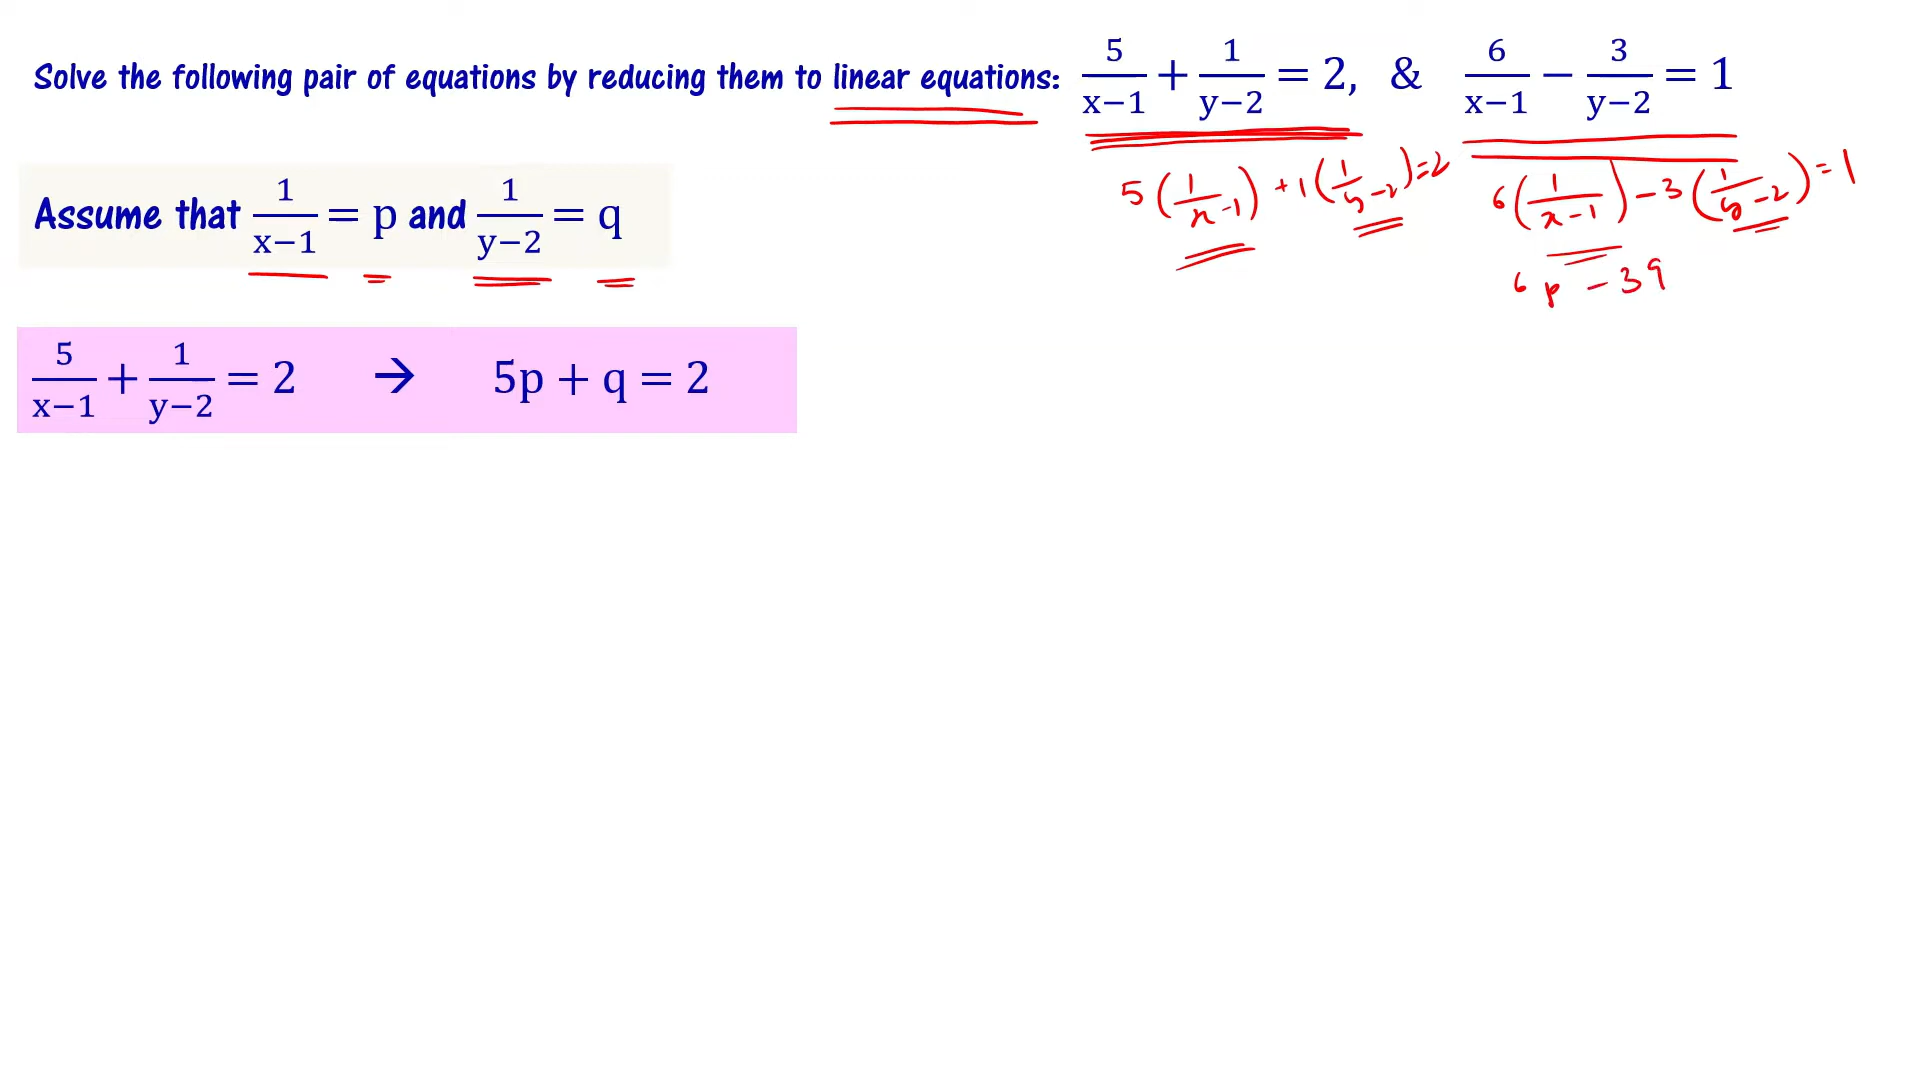 Solve the following pair of equations by reducing them to linear equations: 5/(x−1) + 1/(y−2) = 2, & 6/(x−1) − 3/(y−2) = 1
5(1/(x−1)) + 1(1/(y−2)) = 2 6(1/(x−1)) − 3(1/(y−2)) = 1
Assume that 1/(x−1) = p and 1/(y−2) = q
6p − 3q
5/(x−1) + 1/(y−2) = 2 → 5p + q = 2